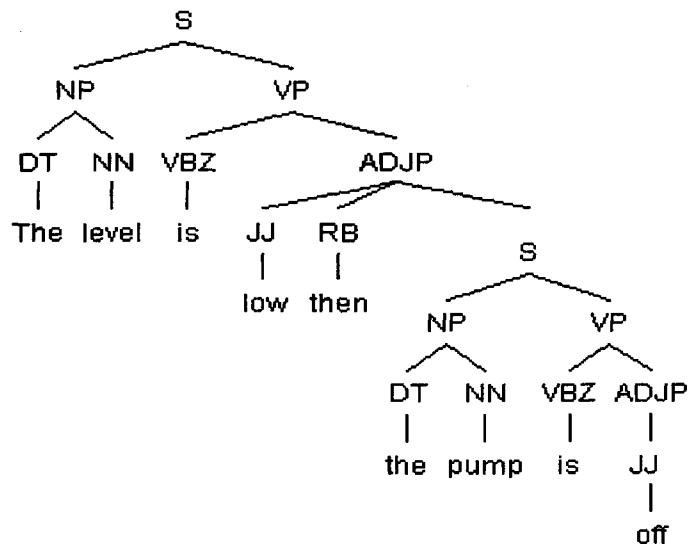 S
NP VP
DT NN VBZ ADJP
The level is JJ RB
S
low then
NP VP
DT NN VBZ ADJP
the pump is JJ
off